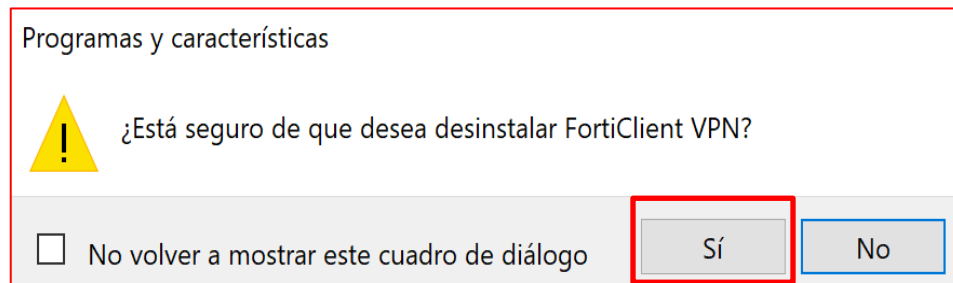 Programas y características
¿Está seguro de que desea desinstalar FortiClient VPN?
No volver a mostrar este cuadro de diálogo
Sí
No